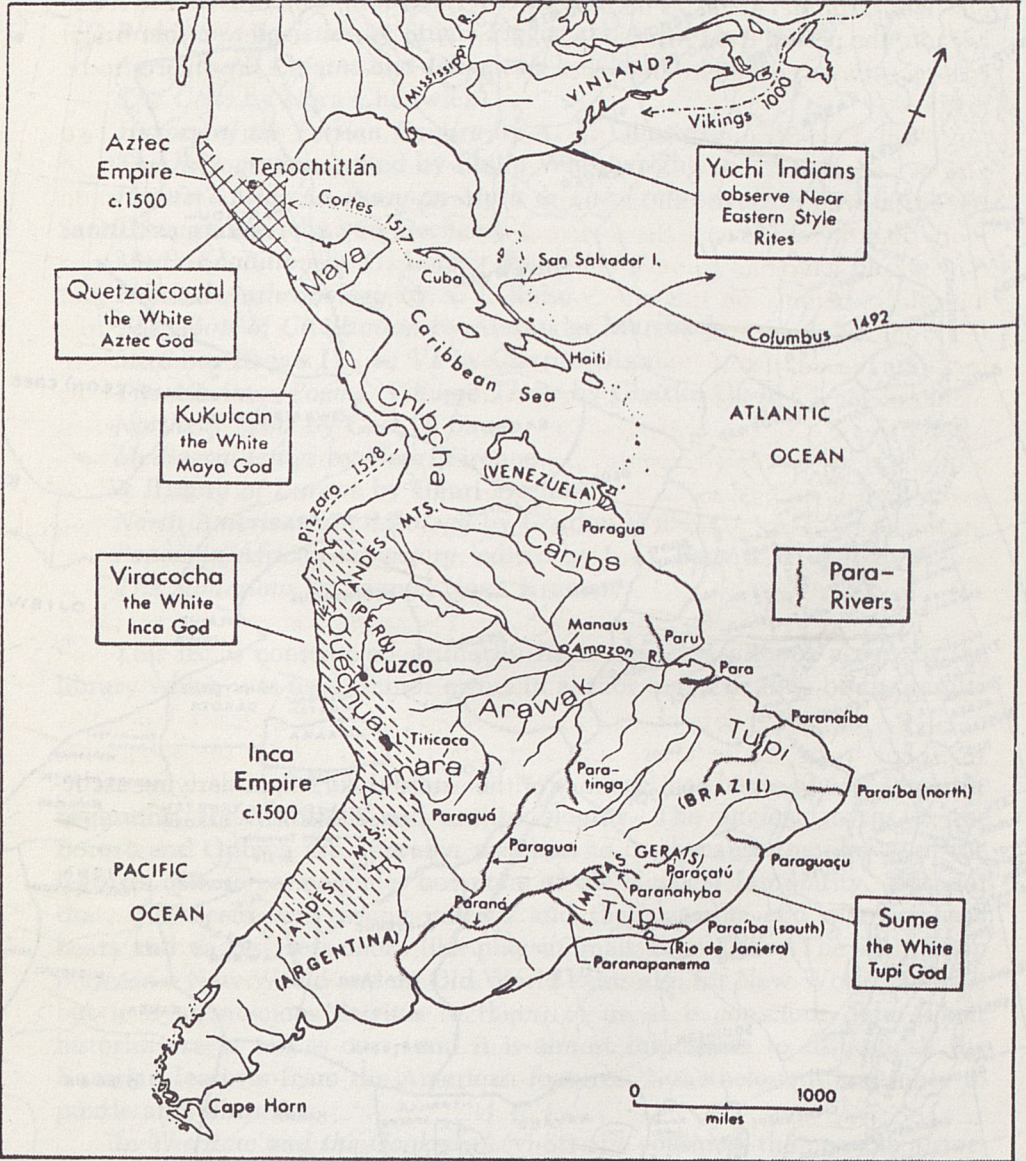 Mississippi R.
VINLAND?
Vikings 1000
Aztec
Empire
c.1500
Tenochtitlán
Yuchi Indians
observe Near
Eastern Style
Rites
Cortes 1517
Maya
Cuba
San Salvador I.
Quetzalcoatal
the White
Aztec God
Columbus 1492
Caribbean
Sea
Haiti
KuKulcan
the White
Maya God
Chibcha
ATLANTIC
OCEAN
Pizzaro 1528
(VENEZUELA)
ANDES MTS.
Paragua
Caribs
Para-
Rivers
Viracocha
the White
Inca God
(PERU)
Quechua
Cuzco
Manaus
Amazon R.
Paru
Para
Arawak
Paranaíba
Tupi
L. Titicaca
Inca
Empire
c.1500
Aimara
Para-
tinga
(BRAZIL)
Paraíba (north)
Paraguá
Paraguai
(MINAS GERAIS)
Paraguaçu
Paraçatú
Paranahyba
PACIFIC
OCEAN
ANDES MTS.
Paraná
Tupi
Paraíba (south)
(Rio de Janiera)
Paranapanema
Sume
the White
Tupi God
(ARGENTINA)
Cape Horn
0 1000
miles